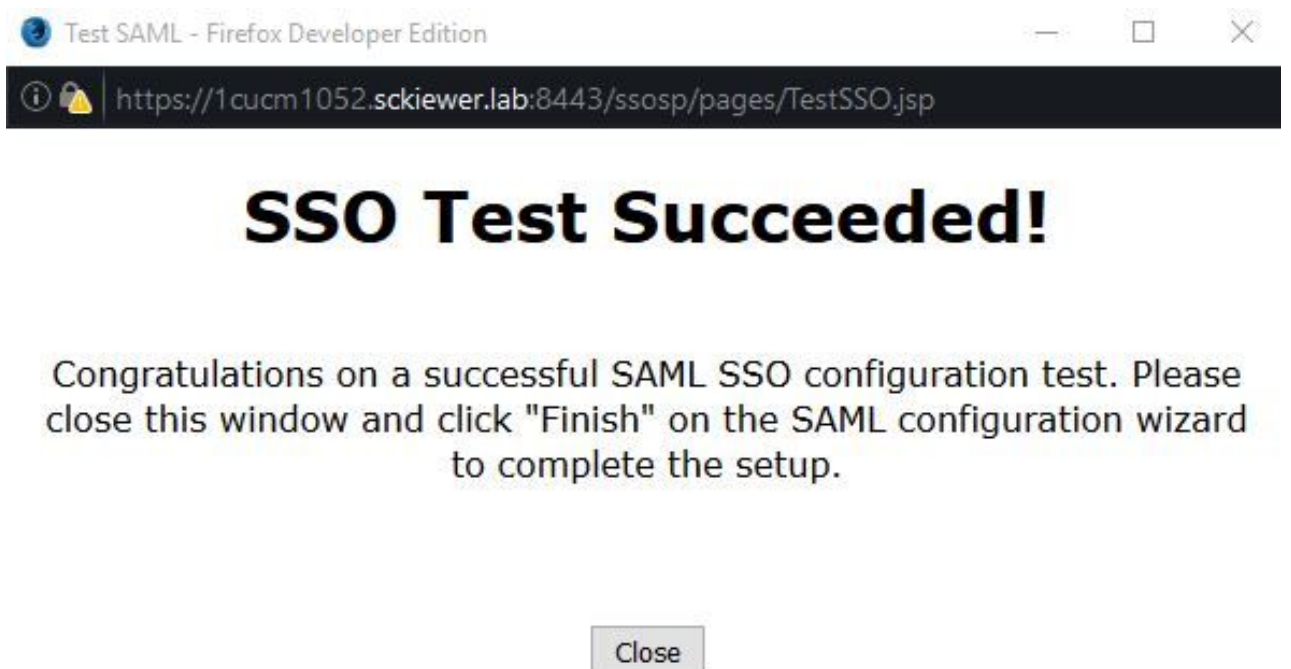 Test SAML - Firefox Developer Edition
https://1cucm1052.sckiewer.lab:8443/ssosp/pages/TestSSO.jsp
SSO Test Succeeded!
Congratulations on a successful SAML SSO configuration test. Please
close this window and click "Finish" on the SAML configuration wizard
to complete the setup.
Close